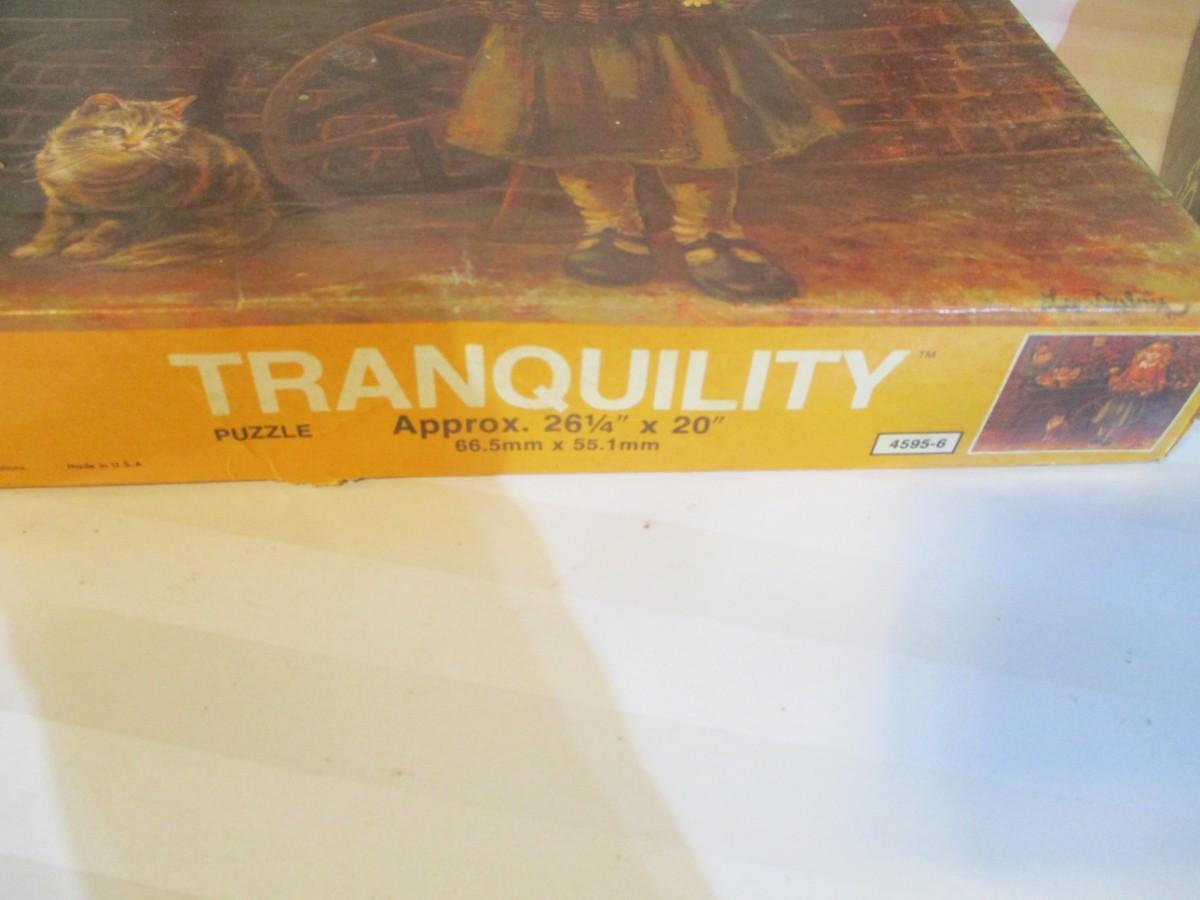 TRANQUILITY™
PUZZLE
Approx. 26¼" x 20"
66.5mm x 55.1mm
4595-6
Made in U.S.A.